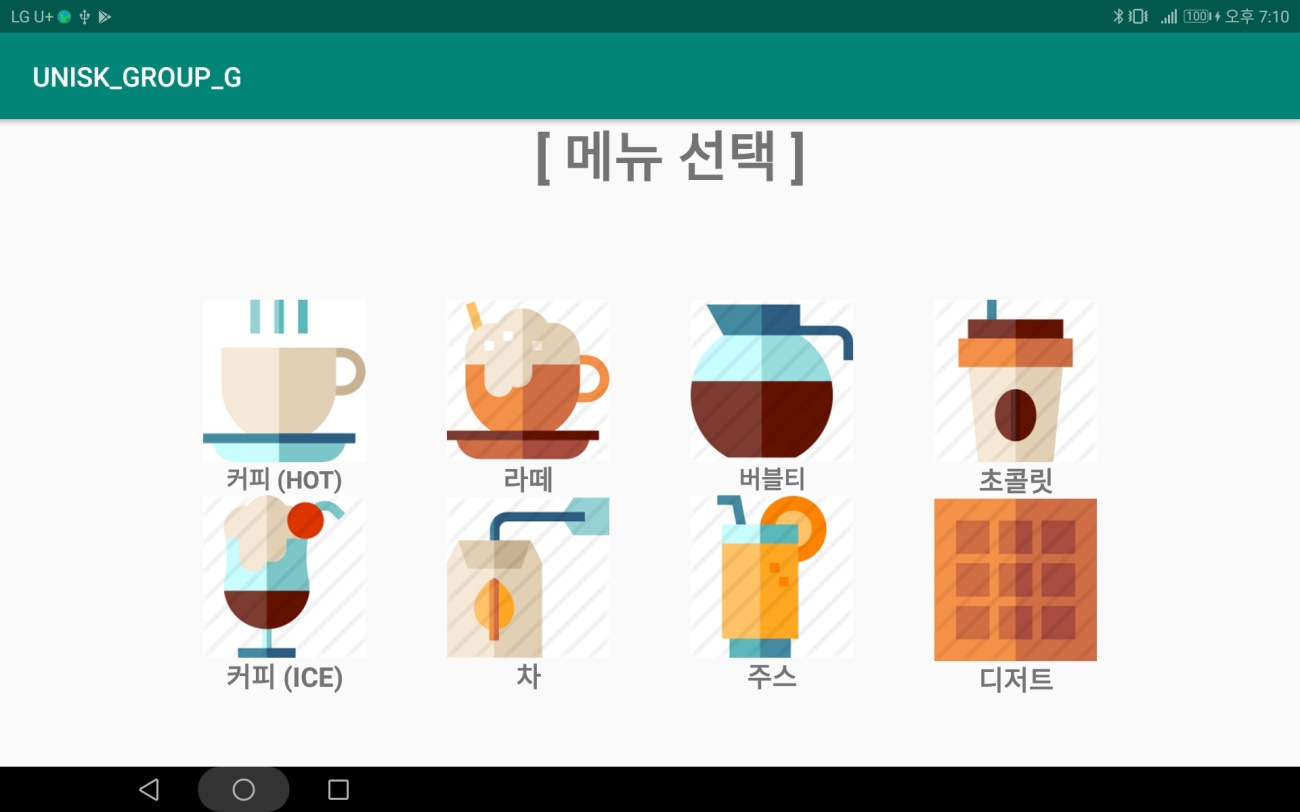 LG U+ 100 오후 7:10
UNISK_GROUP_G
[ 메뉴 선택 ]
커피 (HOT) 라떼 버블티 초콜릿
커피 (ICE) 차 주스 디저트